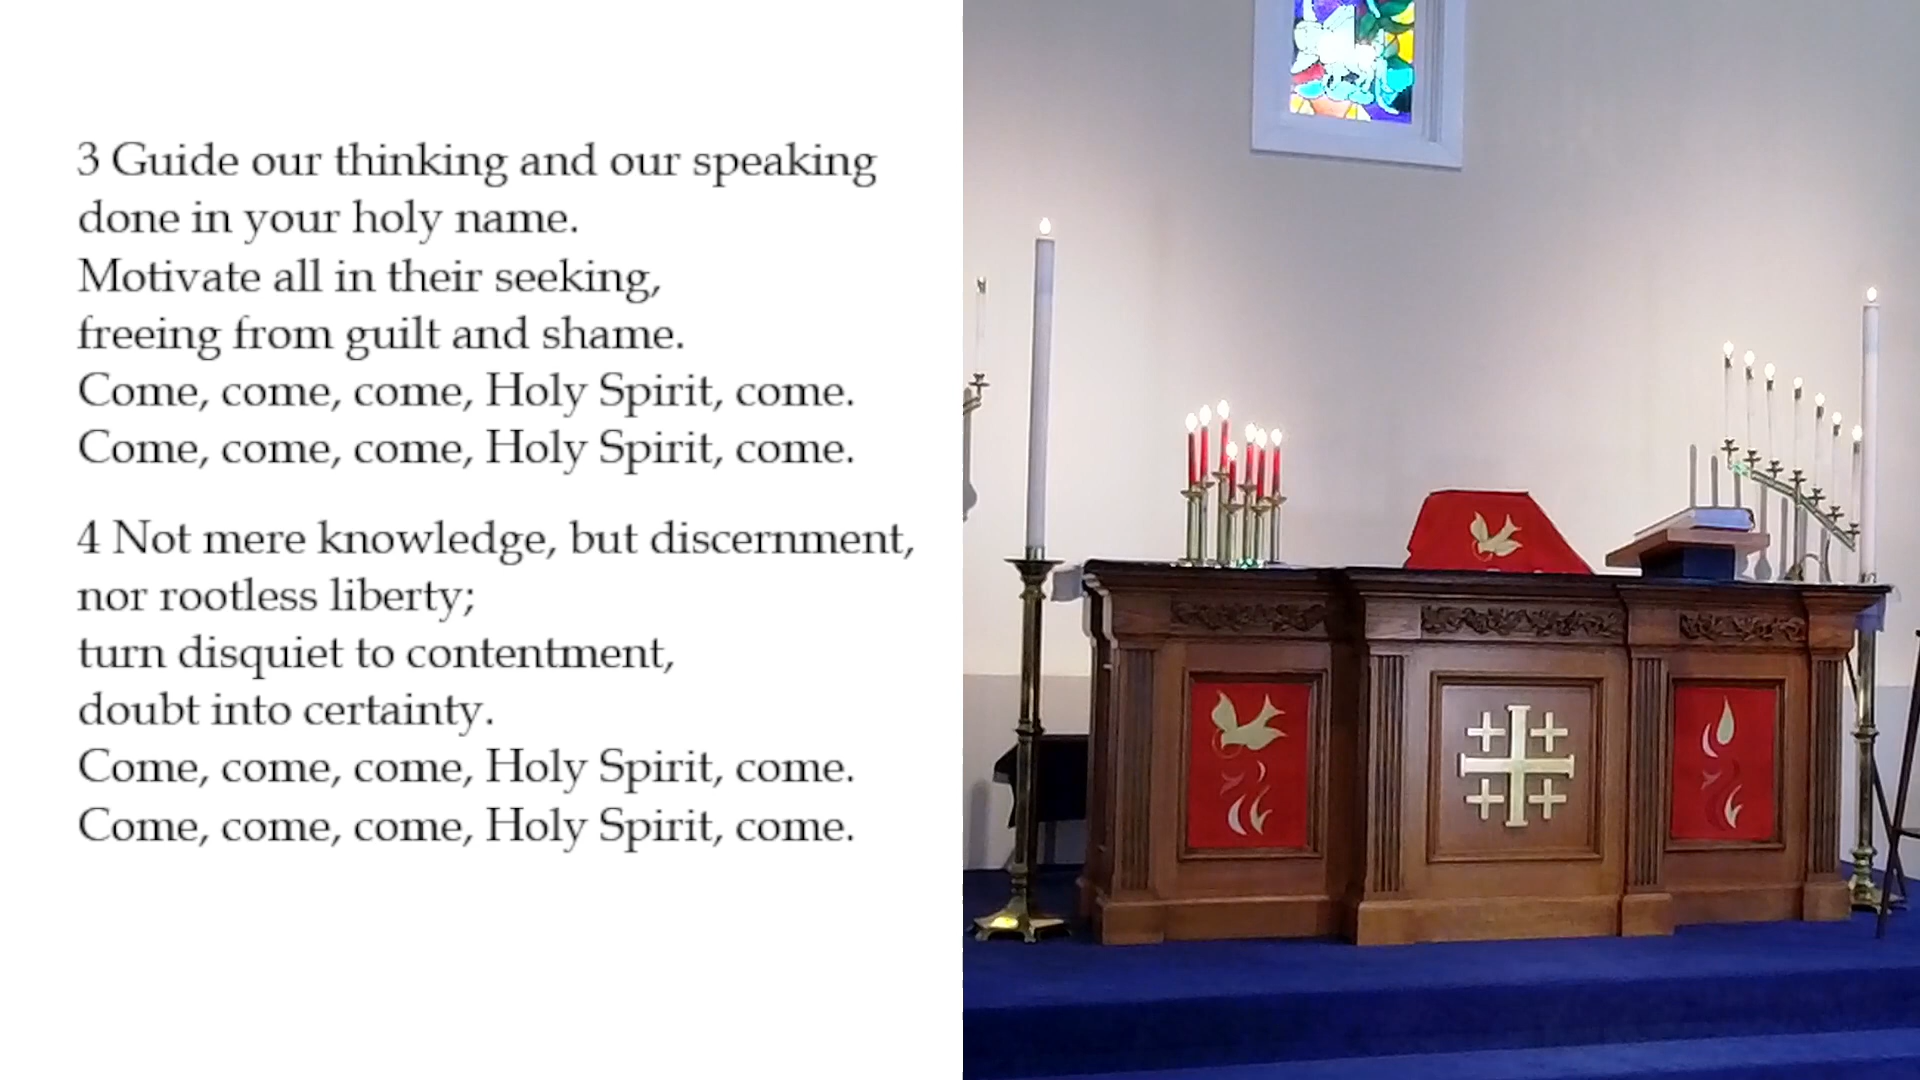 3 Guide our thinking and our speaking
done in your holy name.
Motivate all in their seeking,
freeing from guilt and shame.
Come, come, come, Holy Spirit, come.
Come, come, come, Holy Spirit, come.
4 Not mere knowledge, but discernment,
nor rootless liberty;
turn disquiet to contentment,
doubt into certainty.
Come, come, come, Holy Spirit, come.
Come, come, come, Holy Spirit, come.